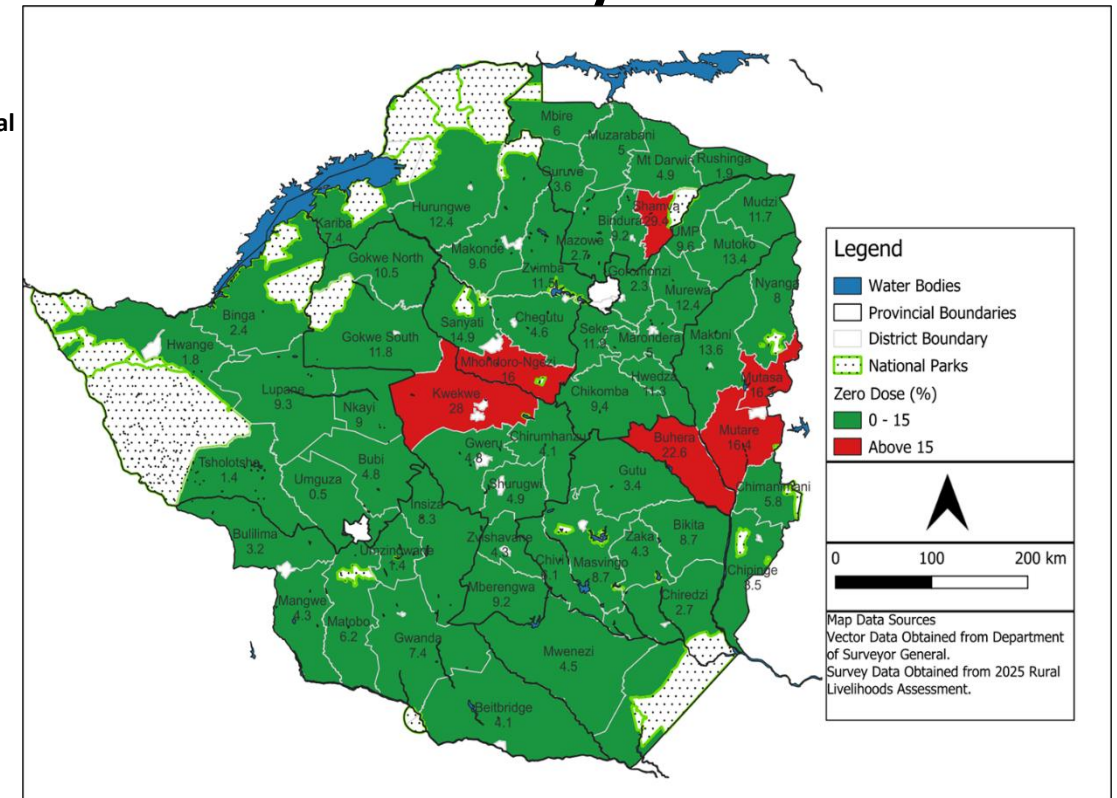 al
Mbire
6
Muzarabani
5
Mt Darwin
4.9
Rushinga
1.9
Guruve
3.6
Shamva
29.4
Mudzi
11.7
Hurungwe
12.4
Bindura
9.2
UMP
9.6
Kariba
7.4
Makonde
9.6
Mazowe
2.7
Mutoko
13.4
Gokwe North
10.5
Zvimba
11.5
Goromonzi
2.3
Murewa
12.4
Nyanga
8
Binga
2.4
Sanyati
14.9
Chegutu
4.6
Seke
Marondera
5
Makoni
13.6
Hwange
1.8
Gokwe South
11.8
Mhondoro-Ngezi
16
Hwedza
11.3
Mutasa
Lupane
9.3
Kwekwe
28
Chikomba
9.4
Nkayi
9
Buhera
22.6
Mutare
16.4
Gweru
4.8
Chirumhanzu
4.1
Tsholotsho
1.4
Bubi
4.8
Umguza
0.5
Shurugwi
4.9
Gutu
3.4
Chimanimani
5.8
Insiza
8.3
Bikita
8.7
Bulilima
3.2
Zvishavane
4.3
Zaka
4.3
Umzingwane
1.4
Chivi
Masvingo
8.7
Chipinge
3.5
Mberengwa
9.2
Chiredzi
2.7
Mangwe
4.3
Matobo
6.2
Gwanda
7.4
Mwenezi
4.5
Beitbridge
4.1
Legend
Water Bodies
Provincial Boundaries
District Boundary
National Parks
Zero Dose (%)
0 - 15
Above 15
0 100 200 km
Map Data Sources
Vector Data Obtained from Department
of Surveyor General.
Survey Data Obtained from 2025 Rural
Livelihoods Assessment.